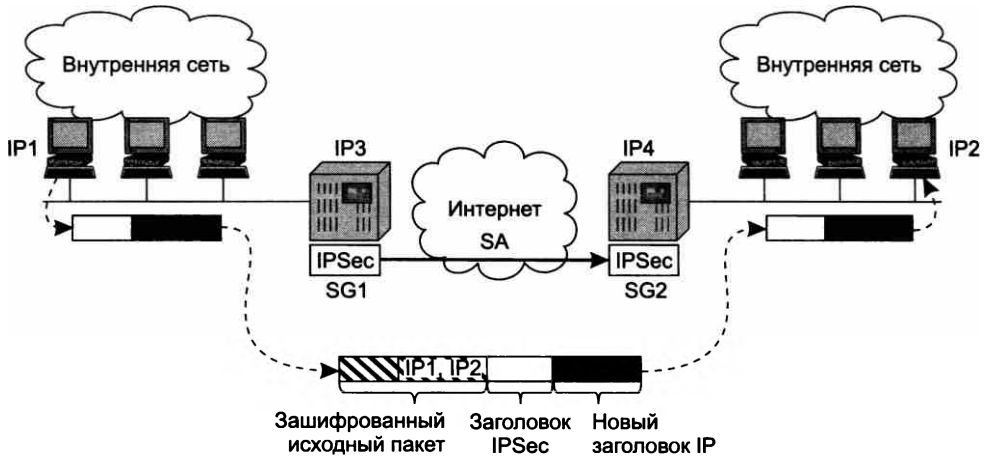 Внутренняя сеть
Внутренняя сеть
IP1
IP3
IP4
IP2
Интернет
SA
IPSec
IPSec
SG1
SG2
IP1, IP2
Зашифрованный
исходный пакет
Заголовок
IPSec
Новый
заголовок IP